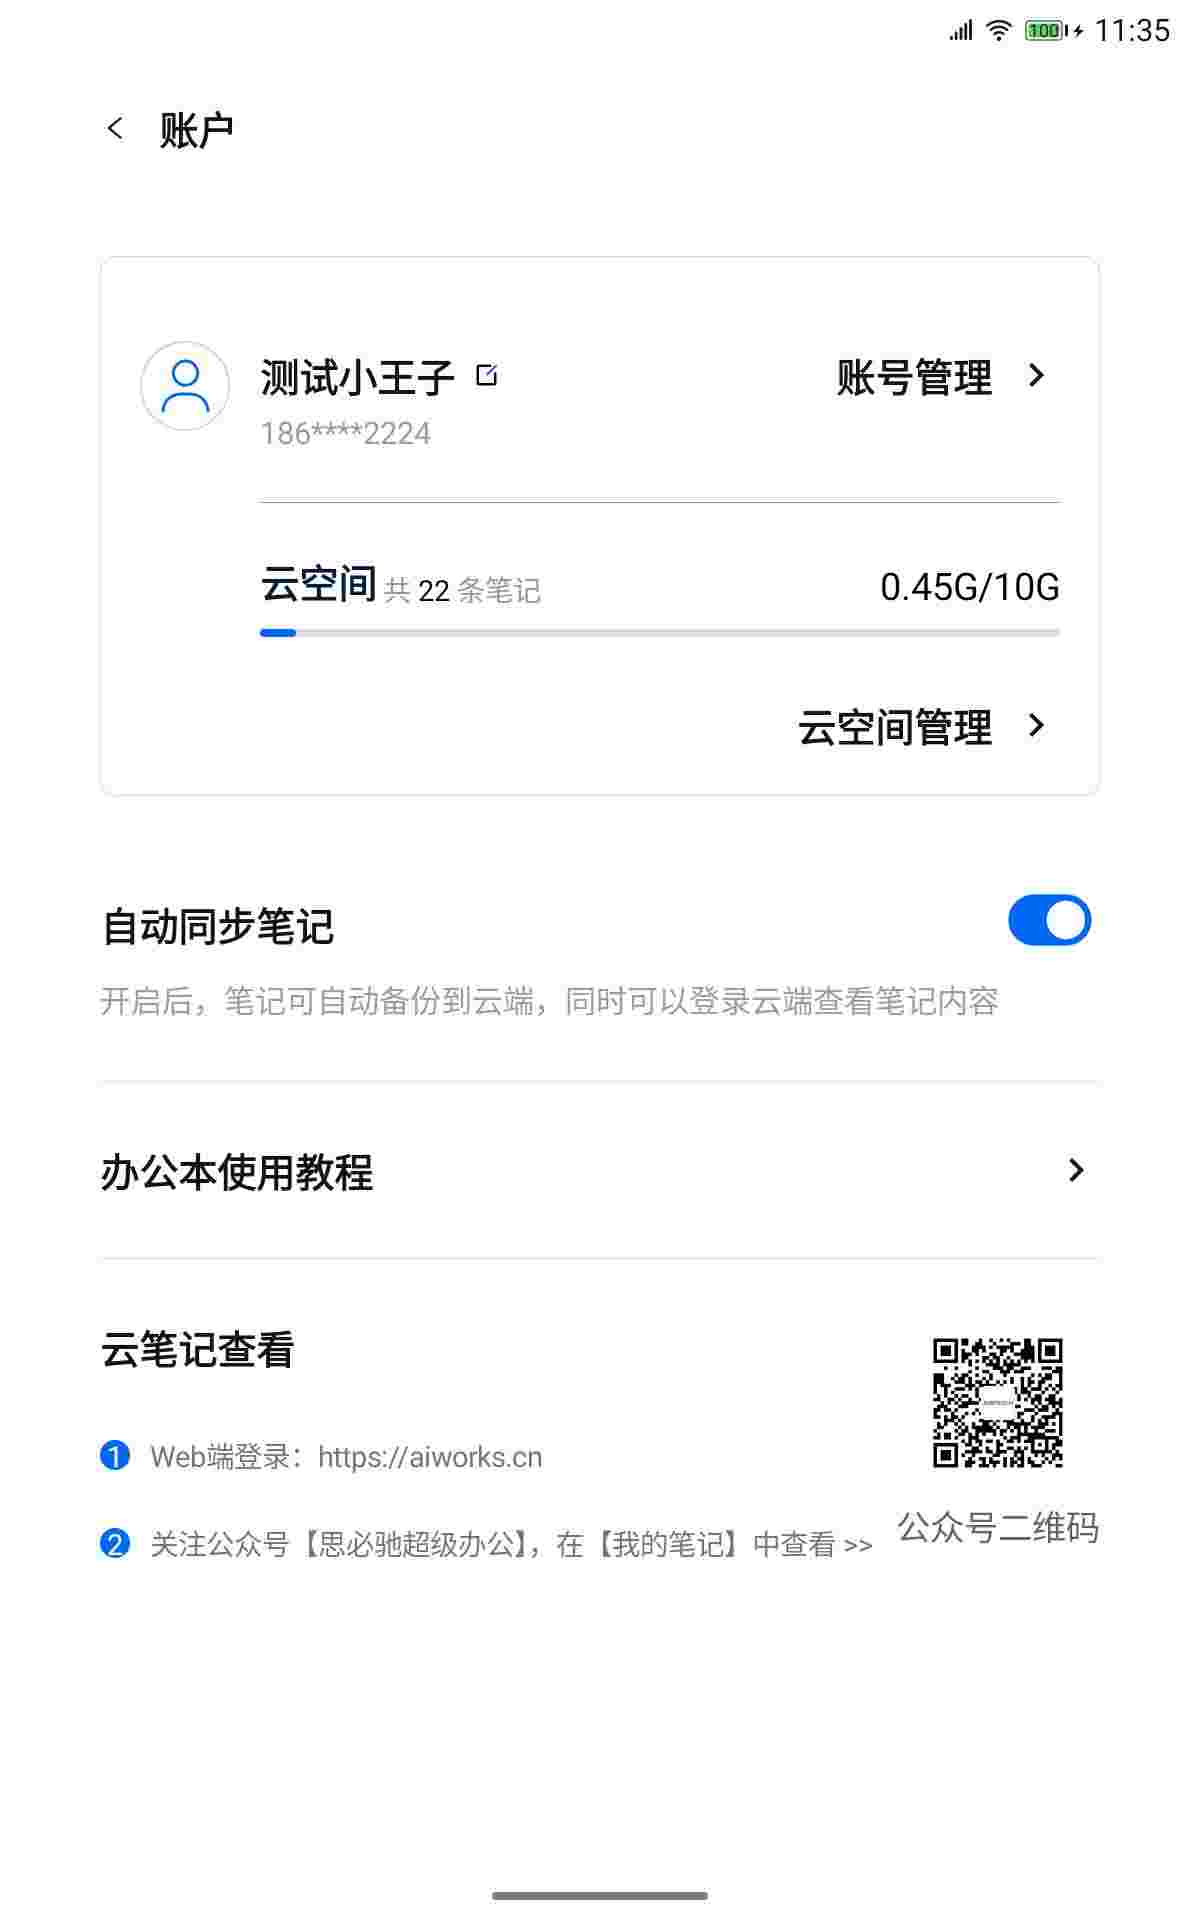 100 11:35
账户
测试小王子 账号管理
186****2224
云空间 共 22 条笔记 0.45G/10G
云空间管理
自动同步笔记
开启后，笔记可自动备份到云端，同时可以登录云端查看笔记内容
办公本使用教程
云笔记查看
1 Web端登录：https://aiworks.cn
2 关注公众号【思必驰超级办公】，在【我的笔记】中查看 >>
公众号二维码